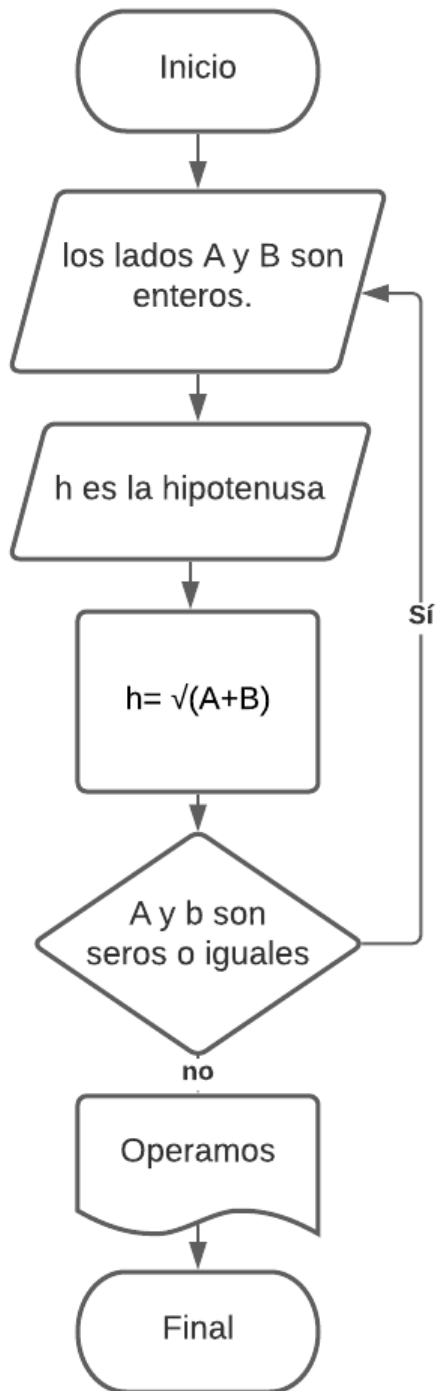 Inicio
los lados A y B son
enteros.
h es la hipotenusa
h= √(A+B)
Sí
A y b son
seros o iguales
no
Operamos
Final